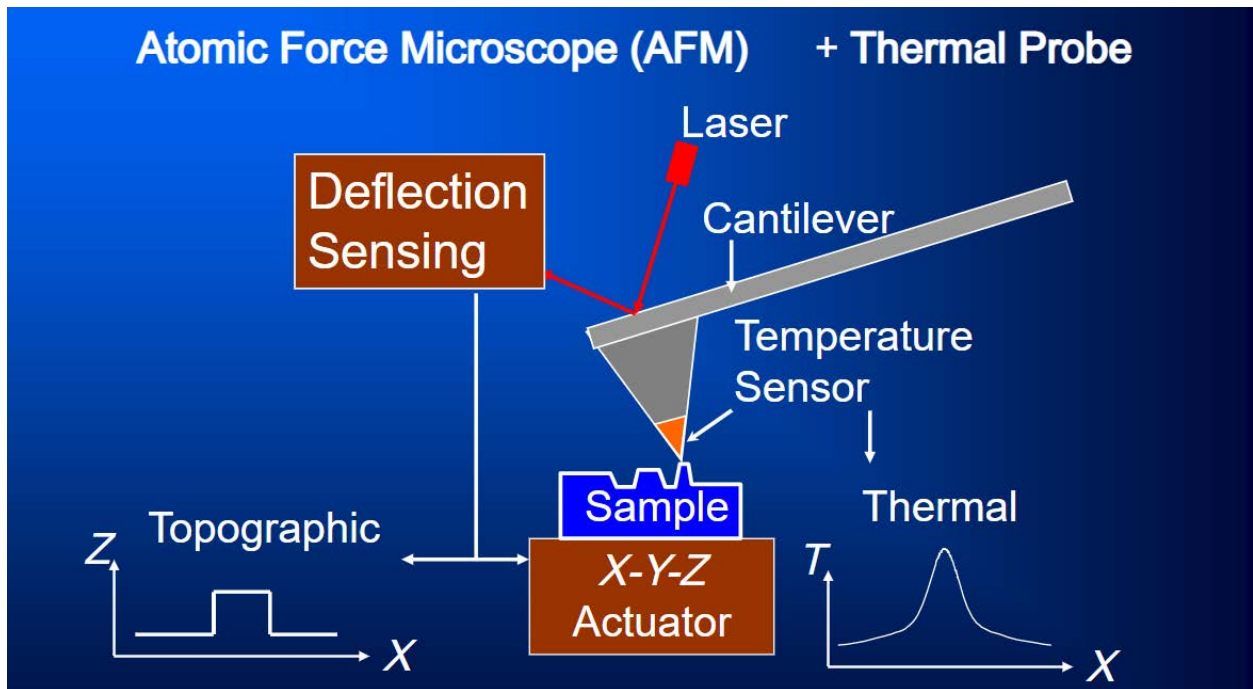 Atomic Force Microscope (AFM) + Thermal Probe
Laser
Deflection
Sensing
Cantilever
Temperature
Sensor
Sample
Topographic
Thermal
Z
X
X-Y-Z
Actuator
T
X